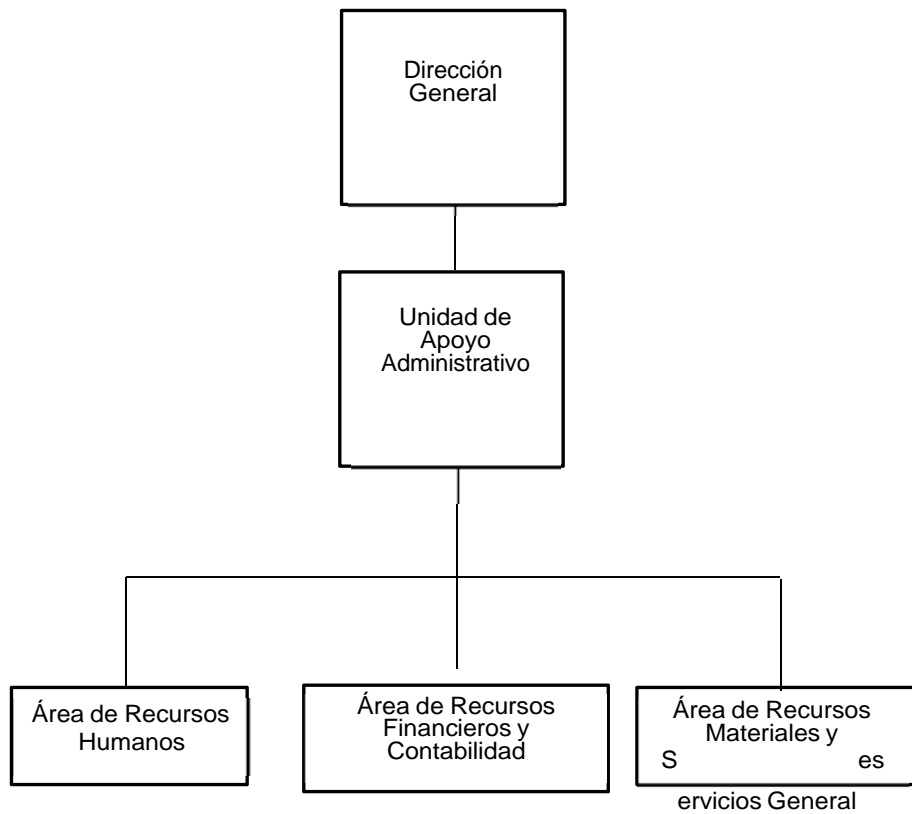 Dirección
General
Unidad de
Apoyo
Administrativo
Área de Recursos
Humanos
Área de Recursos
Financieros y
Contabilidad
Área de Recursos
Materiales y
S es
ervicios General